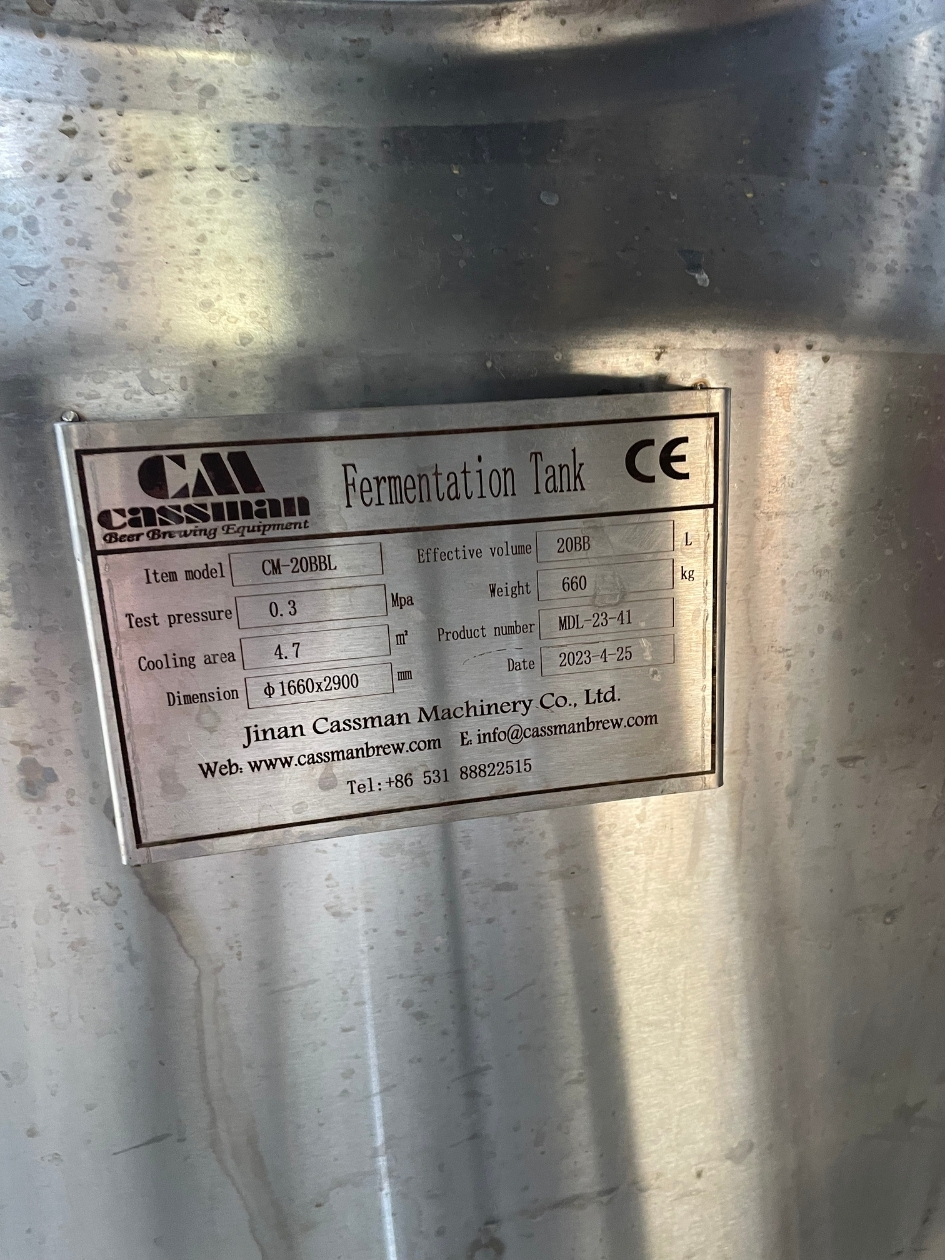 CM
cassman
Beer Brewing Equipment
Fermentation Tank
CE
Item model CM-20BBL
Effective volume 20BB L
Test pressure 0.3 Mpa
Weight 660 kg
Cooling area 4.7 m²
Product number MDL-23-41
Dimension φ1660x2900 mm
Date 2023-4-25
Jinan Cassman Machinery Co., Ltd.
Web: www.cassmanbrew.com E: info@cassmanbrew.com
Tel:+86 531 88822515